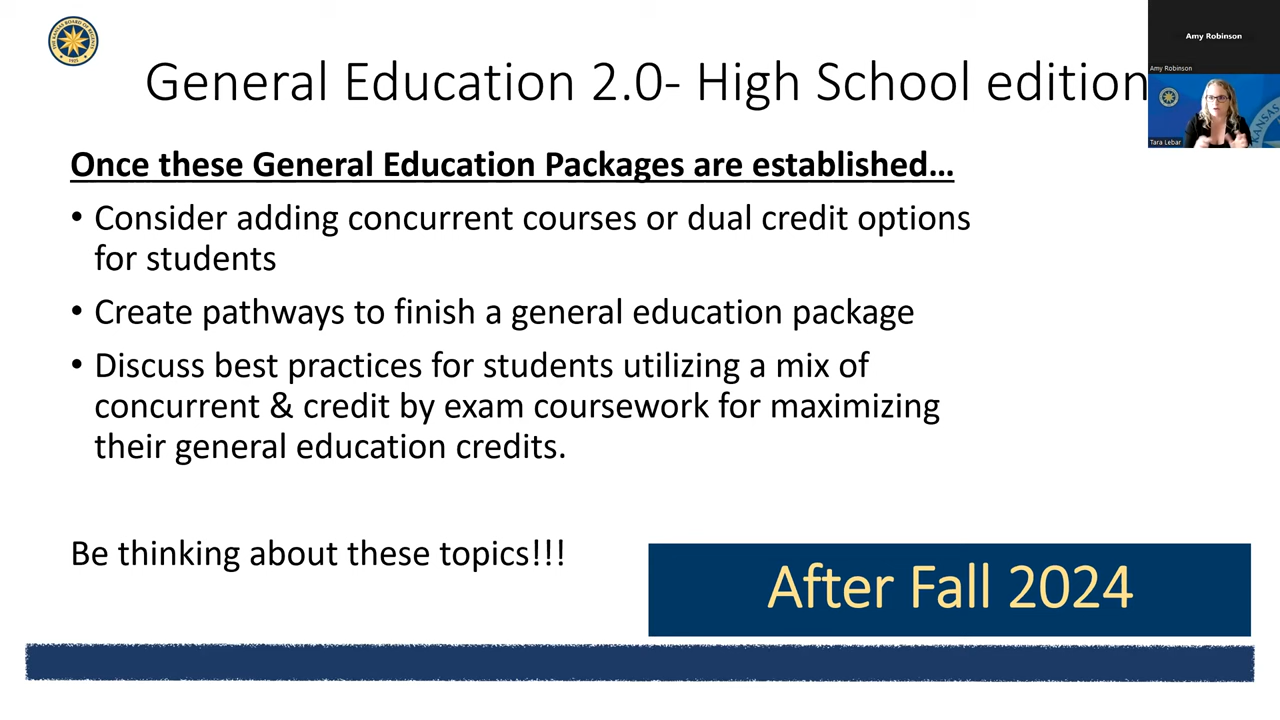 General Education 2.0- High School edition
Amy Robinson
Amy Robinson
Tara Lebar
Once these General Education Packages are established...
• Consider adding concurrent courses or dual credit options
for students
• Create pathways to finish a general education package
• Discuss best practices for students utilizing a mix of
concurrent & credit by exam coursework for maximizing
their general education credits.
Be thinking about these topics!!!
After Fall 2024